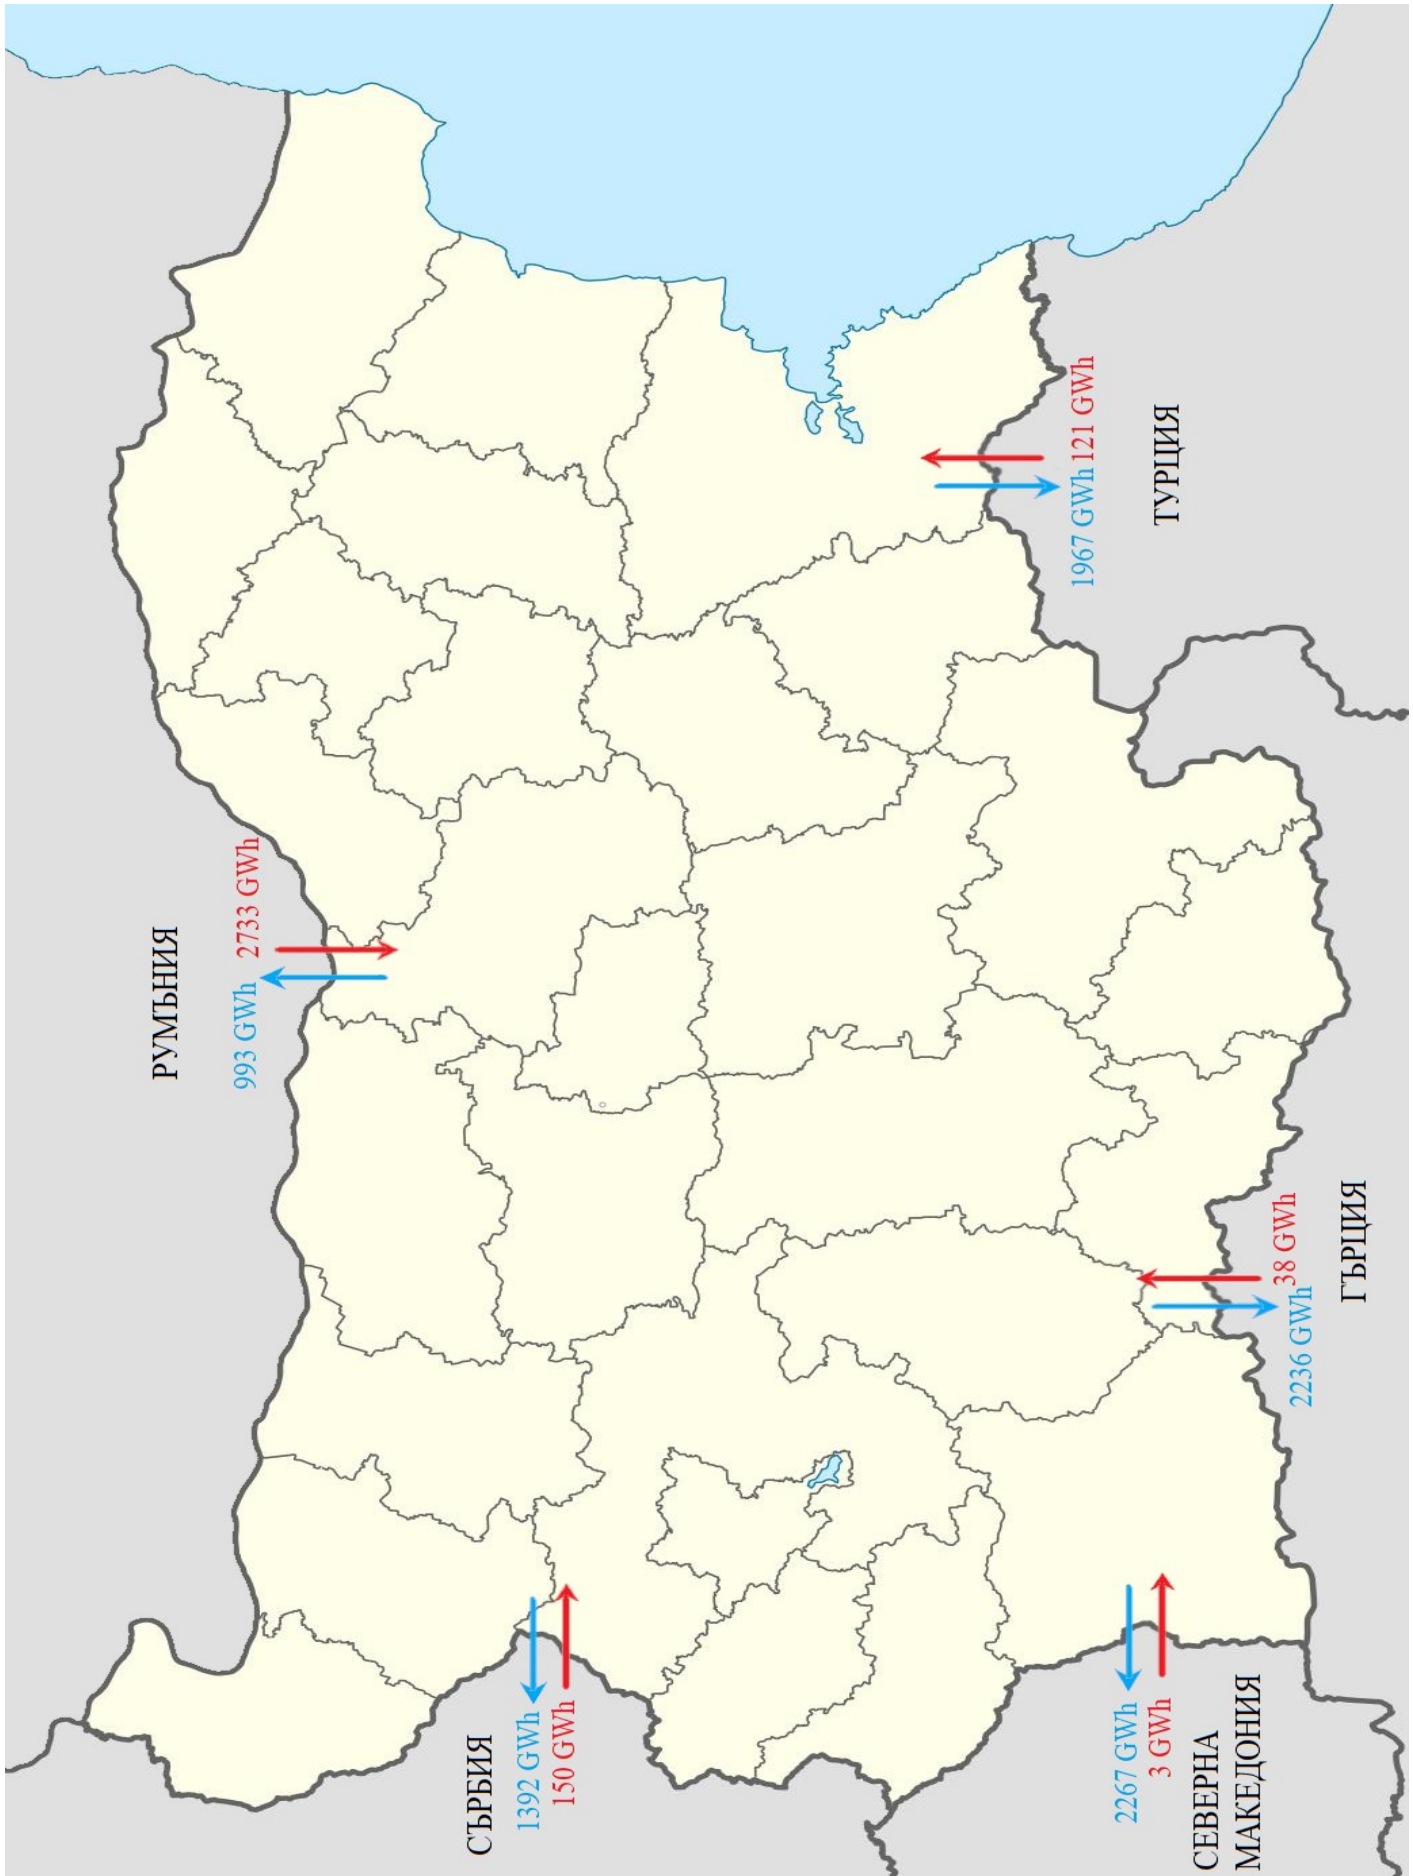 РУМЪНИЯ
993 GWh 2733 GWh
СЪРБИЯ
1392 GWh
150 GWh
1967 GWh 121 GWh
ТУРЦИЯ
2267 GWh
3 GWh
СЕВЕРНА
МАКЕДОНИЯ
38 GWh
2236 GWh
ГЪРЦИЯ